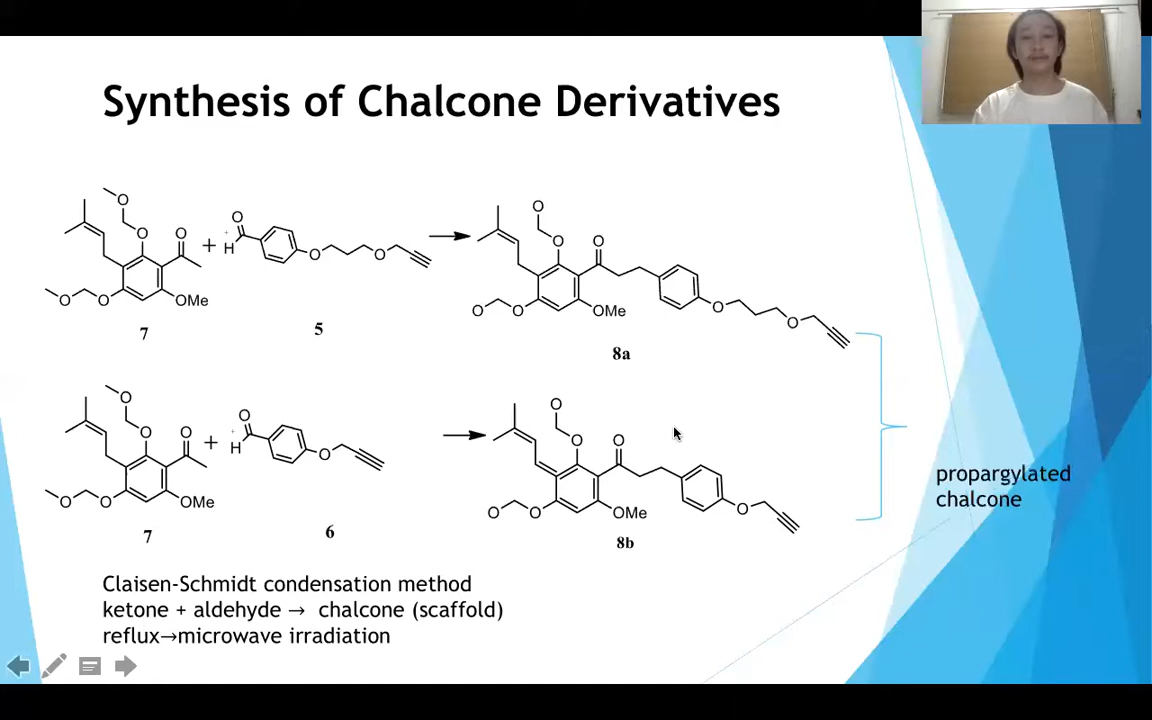 Synthesis of Chalcone Derivatives
O
O
O
O
O
OMe
+
O
+
H
O
O
7
5
O
O
O
O
O
OMe
O
O
8a
O
O
O
O
O
OMe
+
O
+
H
O
7
6
O
O
O
O
O
OMe
O
8b
propargylated
chalcone
Claisen-Schmidt condensation method
ketone + aldehyde → chalcone (scaffold)
reflux→microwave irradiation